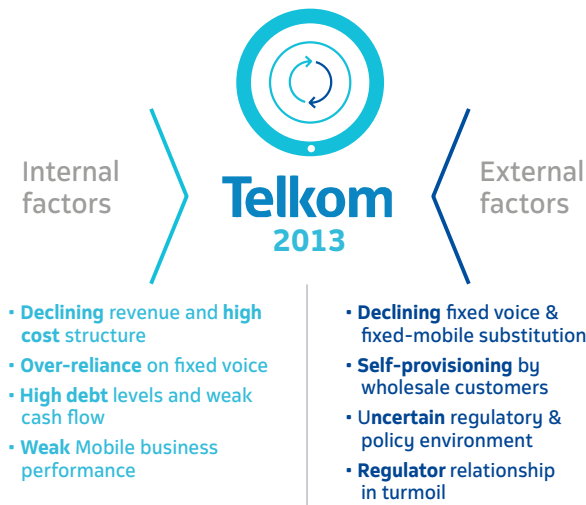 Internal
factors
Telkom
2013
External
factors
• Declining revenue and high
cost structure
• Over-reliance on fixed voice
• High debt levels and weak
cash flow
• Weak Mobile business
performance
• Declining fixed voice &
fixed-mobile substitution
• Self-provisioning by
wholesale customers
• Uncertain regulatory &
policy environment
• Regulator relationship
in turmoil